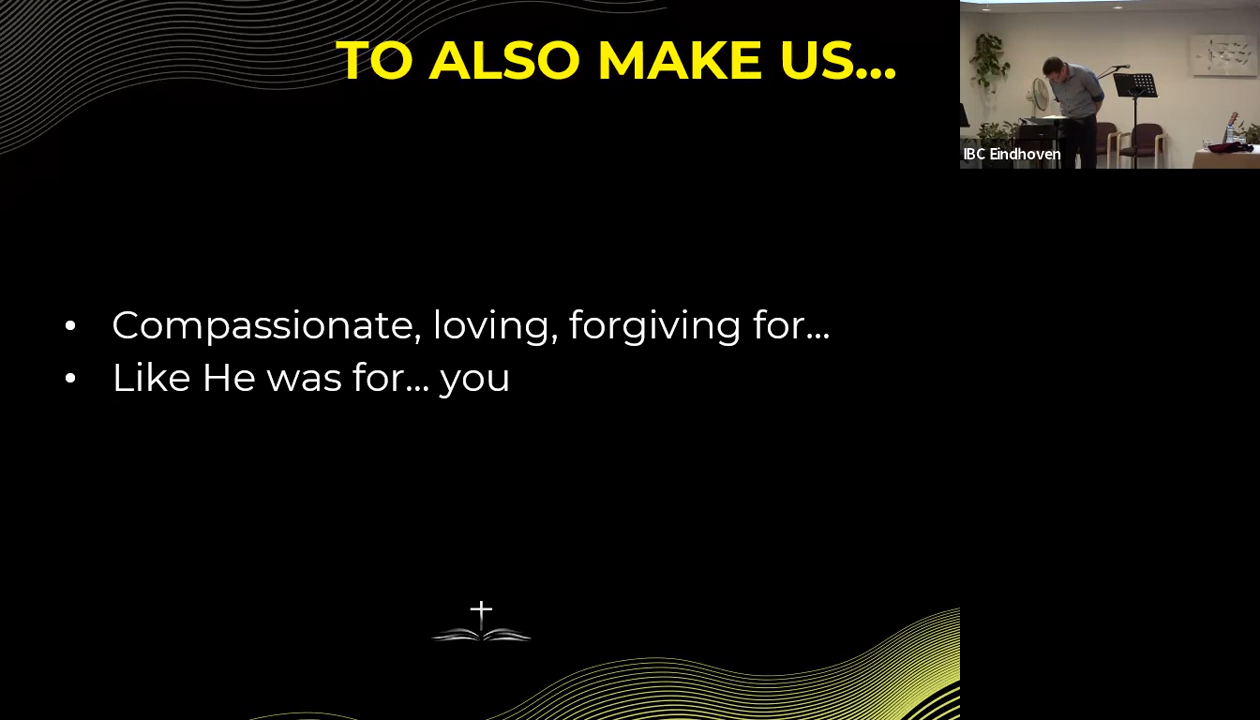 TO ALSO MAKE US...
IBC Eindhoven
• Compassionate, loving, forgiving for...
• Like He was for... you